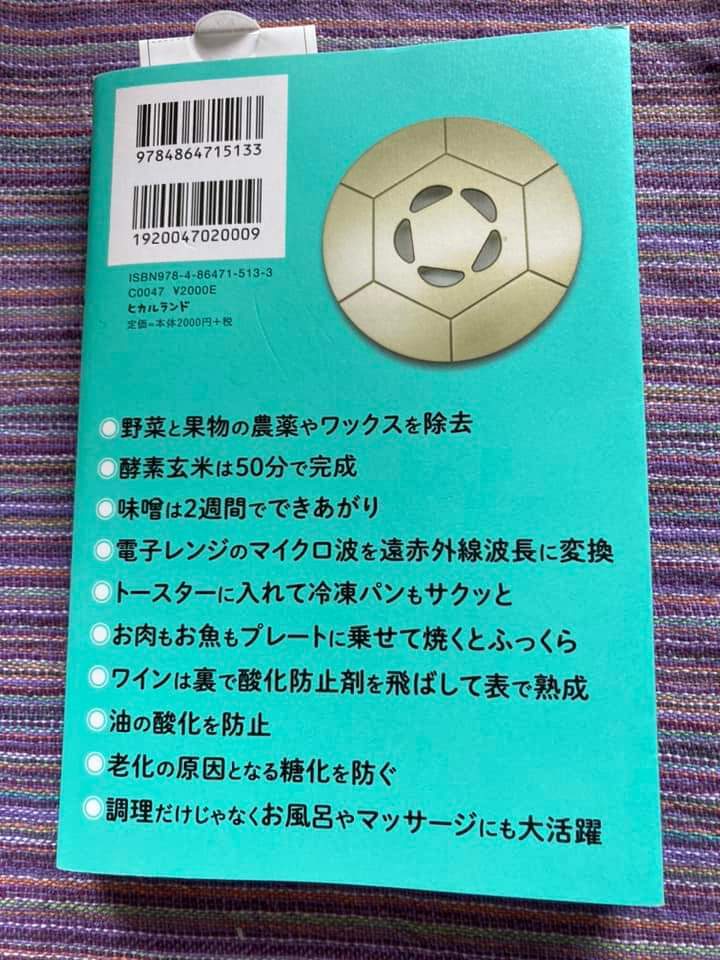 9784864715133
1920047020009
ISBN978-4-86471-513-3
C0047 ¥2000E
ヒカルランド
定価=本体2000円+税
◉野菜と果物の農薬やワックスを除去
◉酵素玄米は50分で完成
◉味噌は2週間でできあがり
◉電子レンジのマイクロ波を遠赤外線波長に変換
◉トースターに入れて冷凍パンもサクッと
◉お肉もお魚もプレートに乗せて焼くとふっくら
◉ワインは裏で酸化防止剤を飛ばして表で熟成
◉油の酸化を防止
◉老化の原因となる糖化を防ぐ
◉調理だけじゃなくお風呂やマッサージにも大活躍